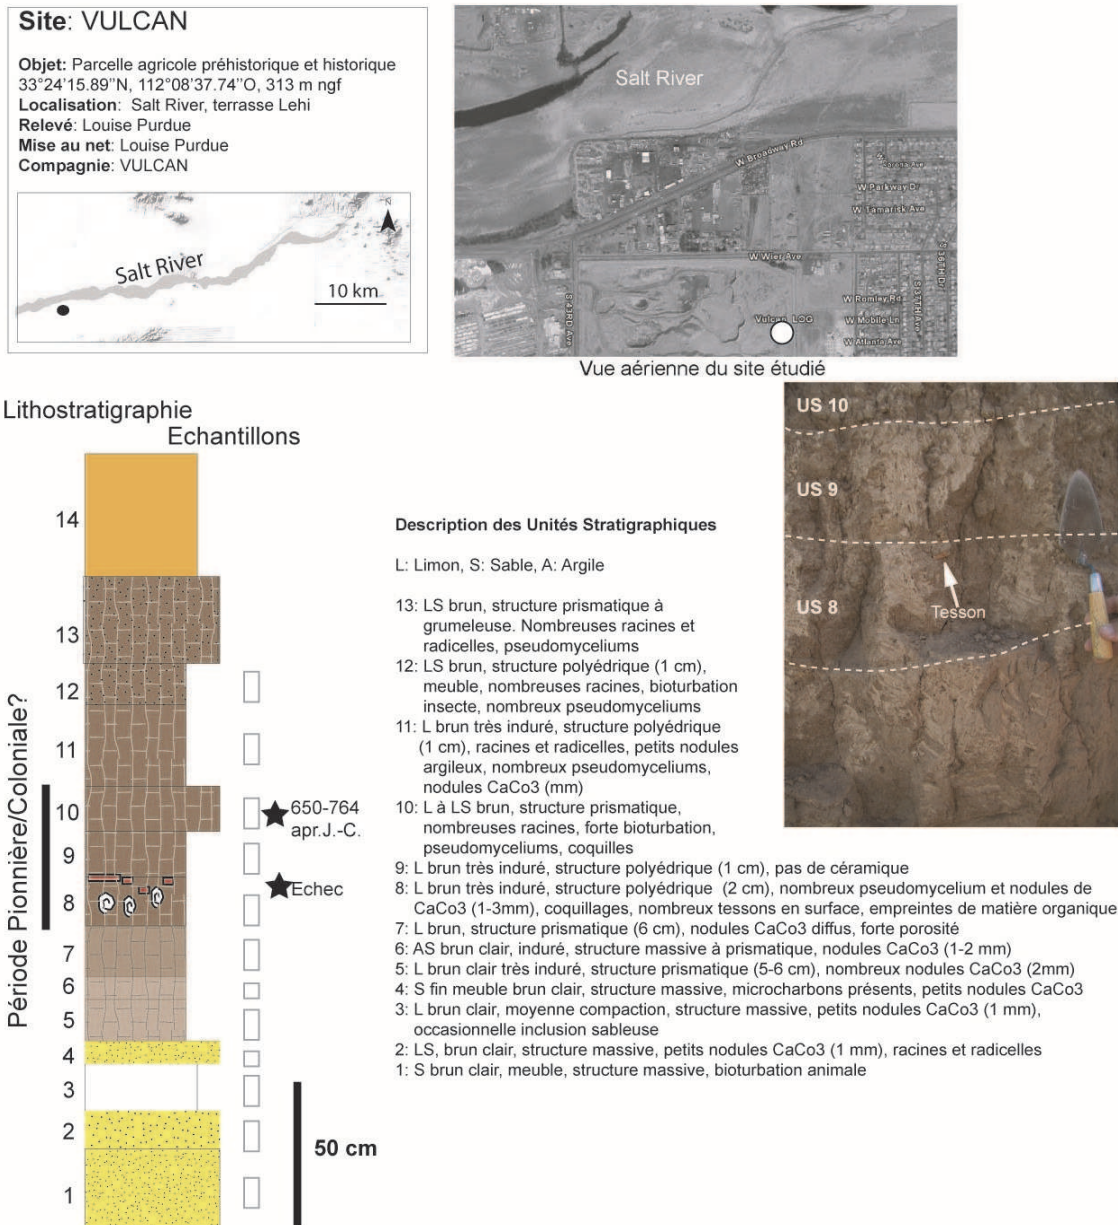 Site: VULCAN
Objet: Parcelle agricole préhistorique et historique
33°24'15.89’’N, 112°08'37.74’’O, 313 m ngf
Localisation: Salt River, terrasse Lehi
Relevé: Louise Purdue
Mise au net: Louise Purdue
Compagnie: VULCAN
N
Salt River
10 km
Salt River
W Broadway Rd
Corona Ave
W Parkway Dr
W Tamarisk Ave
W Wier Ave
S 36TH Dr
S 43RD Ave
S 37TH Ave
W Romley Rd
Vulcan_LOG
W Mobile Ln
W Atlanta Ave
Vue aérienne du site étudié
Lithostratigraphie
Echantillons
14
13
12
11
10
9
8
7
6
5
4
3
2
1
Période Pionnière/Coloniale?
650-764
apr.J.-C.
Echec
50 cm
Description des Unités Stratigraphiques
L: Limon, S: Sable, A: Argile
13: LS brun, structure prismatique à
grumeleuse. Nombreuses racines et
radicelles, pseudomyceliums
12: LS brun, structure polyédrique (1 cm),
meuble, nombreuses racines, bioturbation
insecte, nombreux pseudomyceliums
11: L brun très induré, structure polyédrique
(1 cm), racines et radicelles, petits nodules
argileux, nombreux pseudomyceliums,
nodules CaCo3 (mm)
10: L à LS brun, structure prismatique,
nombreuses racines, forte bioturbation,
pseudomyceliums, coquilles
9: L brun très induré, structure polyédrique (1 cm), pas de céramique
8: L brun très induré, structure polyédrique (2 cm), nombreux pseudomycelium et nodules de
CaCo3 (1-3mm), coquillages, nombreux tessons en surface, empreintes de matière organique
7: L brun, structure prismatique (6 cm), nodules CaCo3 diffus, forte porosité
6: AS brun clair, induré, structure massive à prismatique, nodules CaCo3 (1-2 mm)
5: L brun clair très induré, structure prismatique (5-6 cm), nombreux nodules CaCo3 (2mm)
4: S fin meuble brun clair, structure massive, microcharbons présents, petits nodules CaCO3
3: L brun clair, moyenne compaction, structure massive, petits nodules CaCo3 (1 mm),
occasionnelle inclusion sableuse
2: LS, brun clair, structure massive, petits nodules CaCo3 (1 mm), racines et radicelles
1: S brun clair, meuble, structure massive, bioturbation animale
US 10
US 9
US 8
Tesson